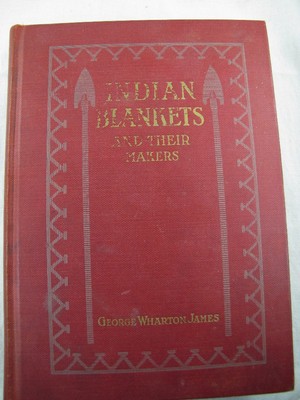 INDIAN
BLANKETS
AND THEIR
MAKERS
GEORGE WHARTON JAMES